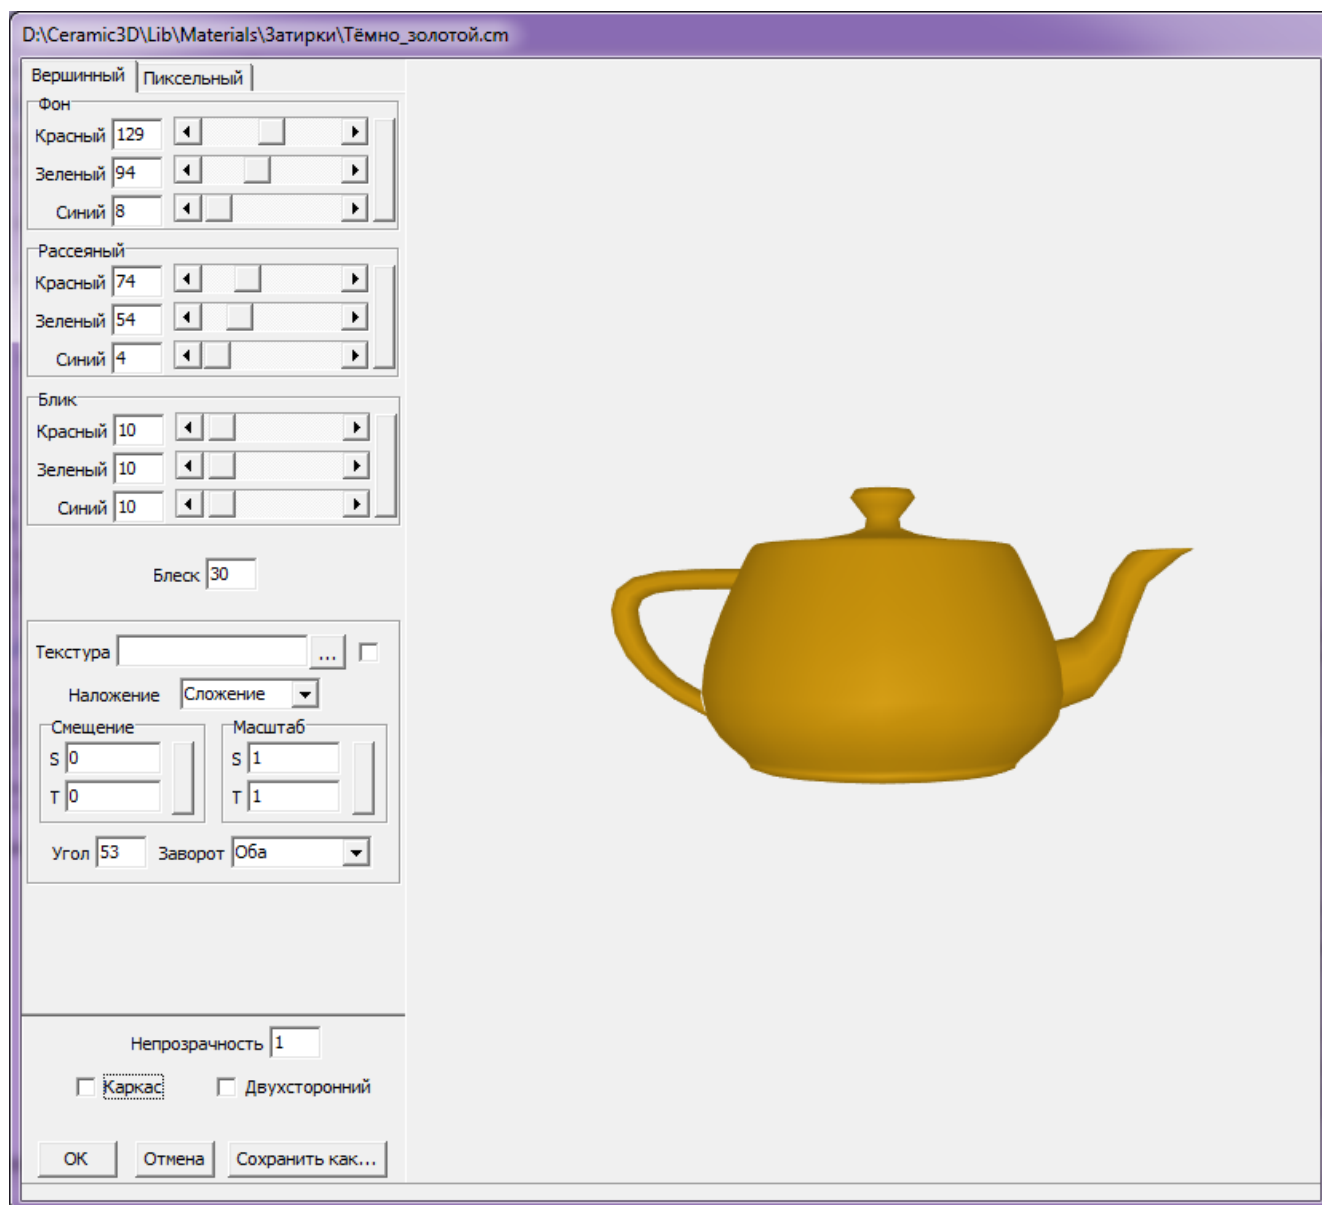 D:\Ceramic3D\Lib\Materials\Затирки\Тёмно_золотой.cm
Вершинный Пиксельный
Фон
Красный 129
Зеленый 94
Синий 8
Рассеяный
Красный 74
Зеленый 54
Синий 4
Блик
Красный 10
Зеленый 10
Синий 10
Блеск 30
Текстура ...
Наложение Сложение
Смещение Масштаб
S 0 S 1
T 0 T 1
Угол 53 Заворот Оба
Непрозрачность 1
Каркас Двухсторонний
ОК Отмена Сохранить как...